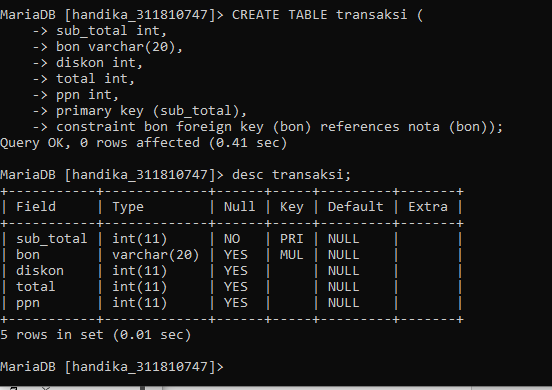 MariaDB [handika_311810747]> CREATE TABLE transaksi (
    -> sub_total int,
    -> bon varchar(20),
    -> diskon int,
    -> total int,
    -> ppn int,
    -> primary key (sub_total),
    -> constraint bon foreign key (bon) references nota (bon));
Query OK, 0 rows affected (0.41 sec)

MariaDB [handika_311810747]> desc transaksi;
+-----------+-------------+------+-----+---------+-------+
| Field     | Type        | Null | Key | Default | Extra |
+-----------+-------------+------+-----+---------+-------+
| sub_total | int(11)     | NO   | PRI | NULL    |       |
| bon       | varchar(20) | YES  | MUL | NULL    |       |
| diskon    | int(11)     | YES  |     | NULL    |       |
| total     | int(11)     | YES  |     | NULL    |       |
| ppn       | int(11)     | YES  |     | NULL    |       |
+-----------+-------------+------+-----+---------+-------+
5 rows in set (0.01 sec)

MariaDB [handika_311810747]>